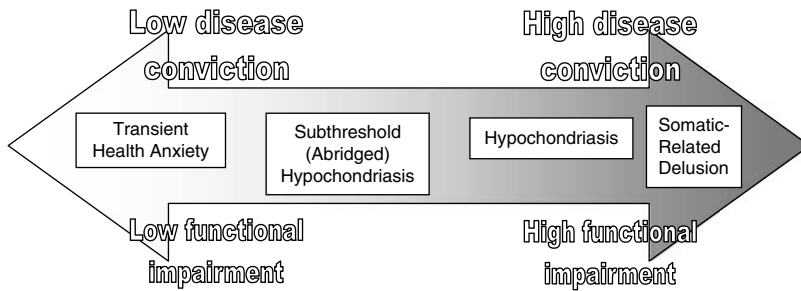 Low disease
conviction
High disease
conviction
Transient
Health Anxiety
Subthreshold
(Abridged)
Hypochondriasis
Hypochondriasis
Somatic-
Related
Delusion
Low functional
impairment
High functional
impairment